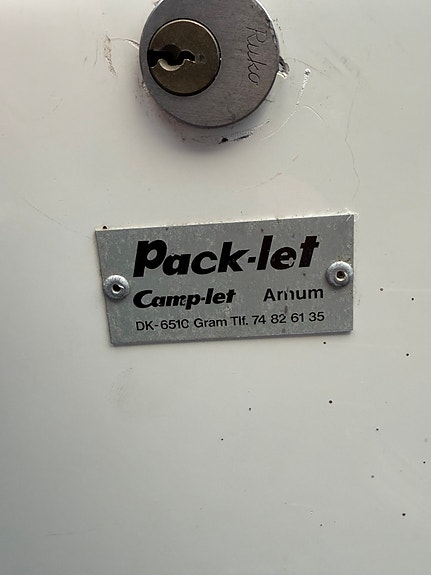 Ruko
Pack-let
Camp-let Arnum
DK-6510 Gram Tlf. 74 82 61 35